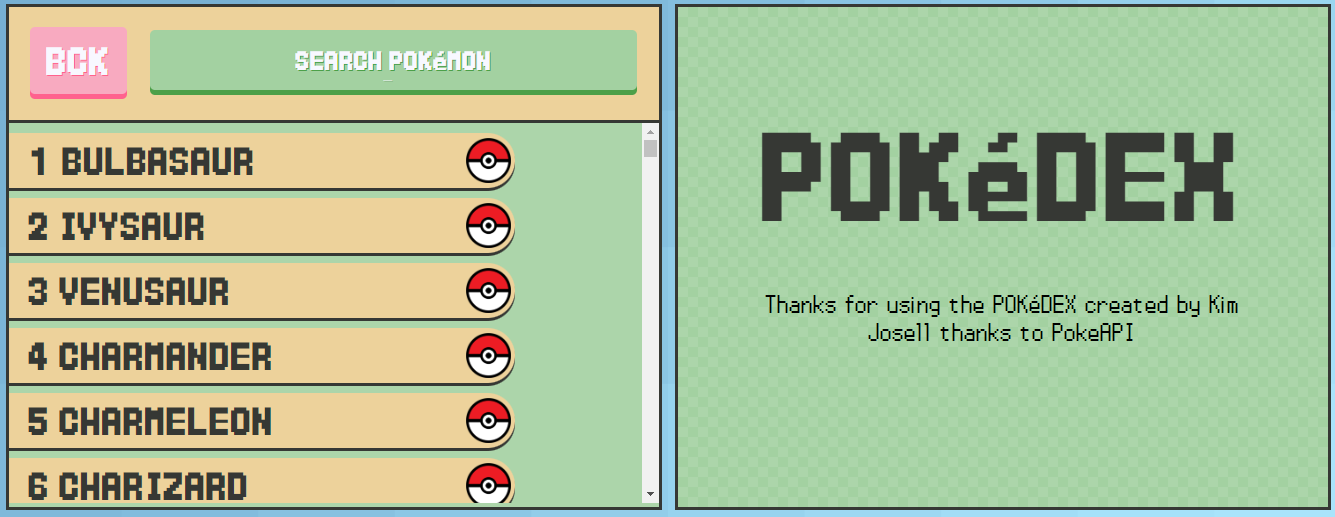 BCK
SEARCH POKéMON
1 BULBASAUR
2 IVYSAUR
3 VENUSAUR
4 CHARMANDER
5 CHARMELEON
6 CHARIZARD
POKéDEX
Thanks for using the POKéDEX created by Kim
Josell thanks to PokeAPI